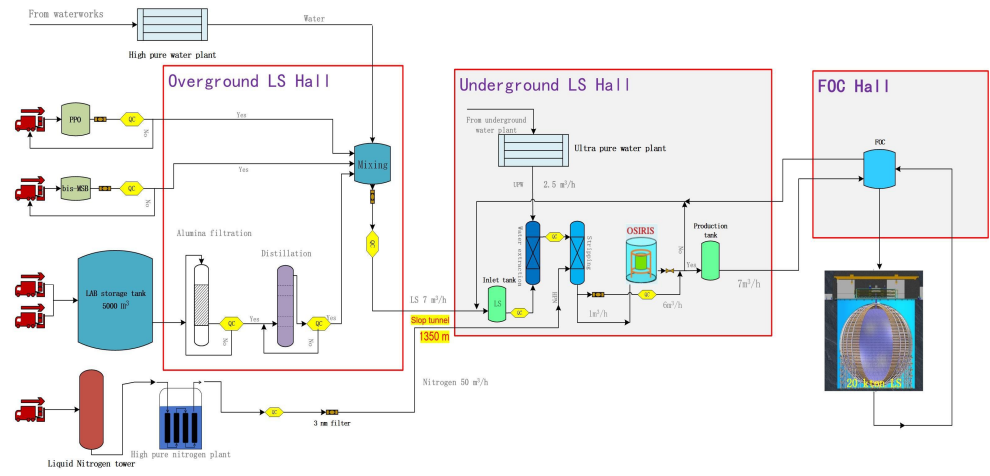 From waterworks
Water
High pure water plant
Overground LS Hall
PPO
QC
Yes
No
Mixing
bis-MSB
QC
Yes
No
QC
Alumina filtration
Distillation
LAB storage tank
5000 m³
QC
Yes
No
QC
Yes
No
LS 7 m³/h
Slop tunnel
1350 m
Nitrogen 50 m³/h
QC
3 nm filter
High pure nitrogen plant
Liquid Nitrogen tower
Underground LS Hall
From underground
water plant
Ultra pure water plant
UPW
2.5 m³/h
Water extraction
QC
Stripping
OSIRIS
Production
tank
No
Yes
Inlet tank
LS
QC
HPN
1m³/h
QC
6m³/h
7m³/h
FOC Hall
FOC
20 kton LS